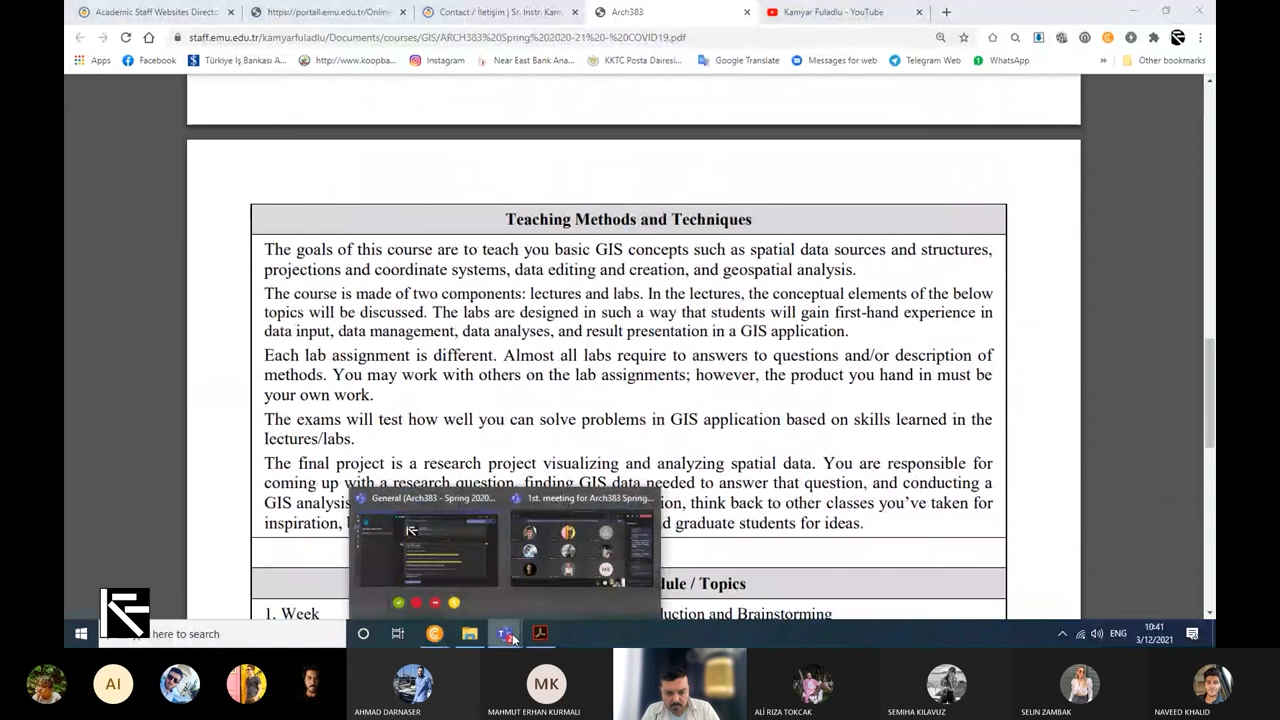 Academic Staff Websites Directo
https://portall.emu.edu.tr/Onlin
Contact / İletişim | Sr. Instr. Kam
Arch383
Kamyar Fuladlu - YouTube
staff.emu.edu.tr/kamyarfuladlu/Documents/courses/GIS/ARCH383%20Spring%202020-21%20-%20COVID19.pdf
Apps
Facebook
Türkiye İş Bankası A...
http://www.koopba...
Instagram
Near East Bank Ana...
KKTC Posta Dairesi...
Google Translate
Messages for web
Telegram Web
WhatsApp
Other bookmarks
Teaching Methods and Techniques
The goals of this course are to teach you basic GIS concepts such as spatial data sources and structures,
projections and coordinate systems, data editing and creation, and geospatial analysis.
The course is made of two components: lectures and labs. In the lectures, the conceptual elements of the below
topics will be discussed. The labs are designed in such a way that students will gain first-hand experience in
data input, data management, data analyses, and result presentation in a GIS application.
Each lab assignment is different. Almost all labs require to answers to questions and/or description of
methods. You may work with others on the lab assignments; however, the product you hand in must be
your own work.
The exams will test how well you can solve problems in GIS application based on skills learned in the
lectures/labs.
The final project is a research project visualizing and analyzing spatial data. You are responsible for
coming up with a research question, finding GIS data needed to answer that question, and conducting a
GIS analysis
ion, think back to other classes you've taken for
inspiration,
d graduate students for ideas.
General (Arch383 - Spring 2020...
1st. meeting for Arch383 Spring...
MK
dule / Topics
1. Week
uction and Brainstorming
here to search
ENG
10:41
3/12/2021
AI
MK
AHMAD DARNASER
MAHMUT ERHAN KURMALI
ALİ RIZA TOKCAK
SEMIHA KILAVUZ
SELIN ZAMBAK
NAVEED KHALID